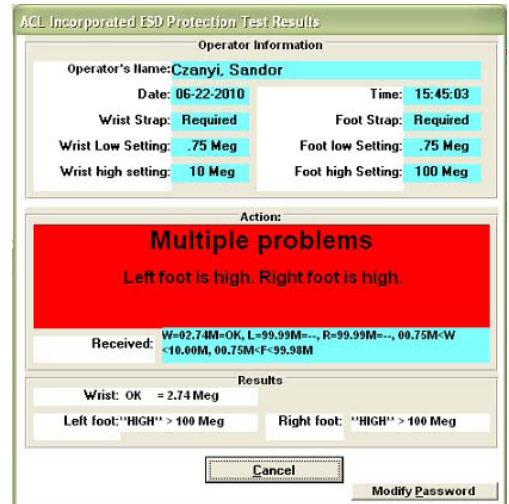 ACL Incorporated ESD Protection Test Results
Operator Information
Operator's Name: Czanyi, Sandor
Date: 06-22-2010 Time: 15:45:03
Wrist Strap: Required Foot Strap: Required
Wrist Low Setting: .75 Meg Foot low Setting: .75 Meg
Wrist high setting: 10 Meg Foot high Setting: 100 Meg
Action:
Multiple problems
Left foot is high. Right foot is high.
Received: W=02.74M=OK, L=99.99M=--, R=99.99M=--, 00.75M<W
<10.00M, 00.75M<F<99.98M
Results
Wrist: OK = 2.74 Meg
Left foot: "HIGH" > 100 Meg Right foot: "HIGH" > 100 Meg
Cancel
Modify Password